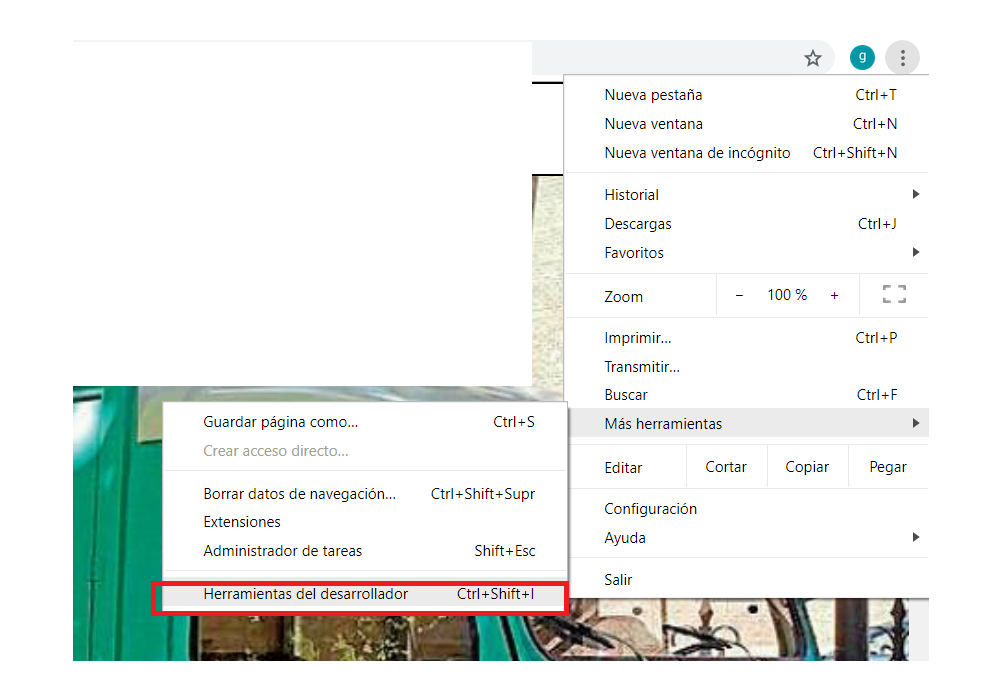 g
Nueva pestaña Ctrl+T
Nueva ventana Ctrl+N
Nueva ventana de incógnito Ctrl+Shift+N
Historial
Descargas Ctrl+J
Favoritos
Zoom - 100 % +
Imprimir... Ctrl+P
Transmitir...
Buscar Ctrl+F
Más herramientas
Editar Cortar Copiar Pegar
Configuración
Ayuda
Salir
Guardar página como... Ctrl+S
Crear acceso directo...
Borrar datos de navegación... Ctrl+Shift+Supr
Extensiones
Administrador de tareas Shift+Esc
Herramientas del desarrollador Ctrl+Shift+I